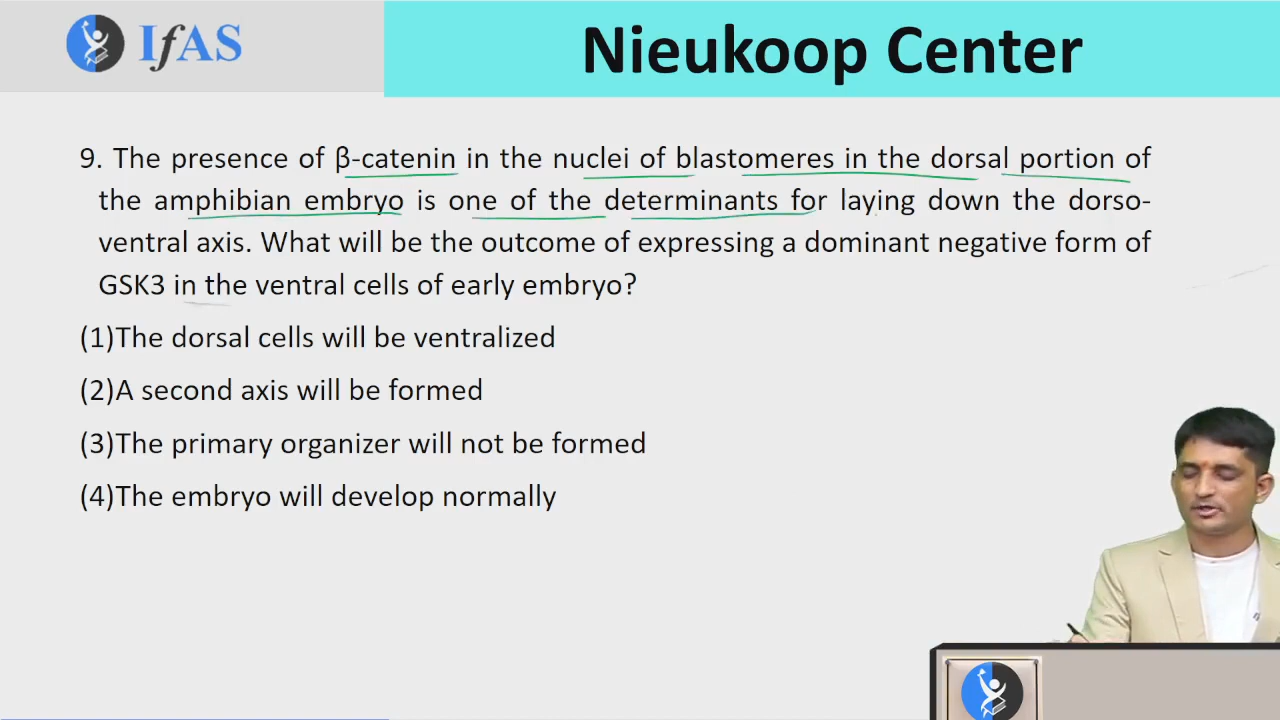 IfAS
Nieukoop Center
9. The presence of β-catenin in the nuclei of blastomeres in the dorsal portion of
the amphibian embryo is one of the determinants for laying down the dorso-
ventral axis. What will be the outcome of expressing a dominant negative form of
GSK3 in the ventral cells of early embryo?
(1)The dorsal cells will be ventralized
(2)A second axis will be formed
(3)The primary organizer will not be formed
(4)The embryo will develop normally